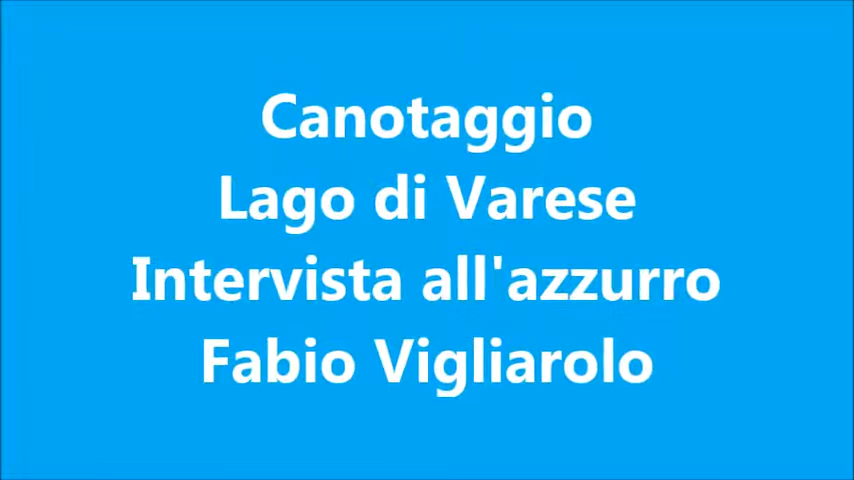 Canotaggio
Lago di Varese
Intervista all'azzurro
Fabio Vigliarolo